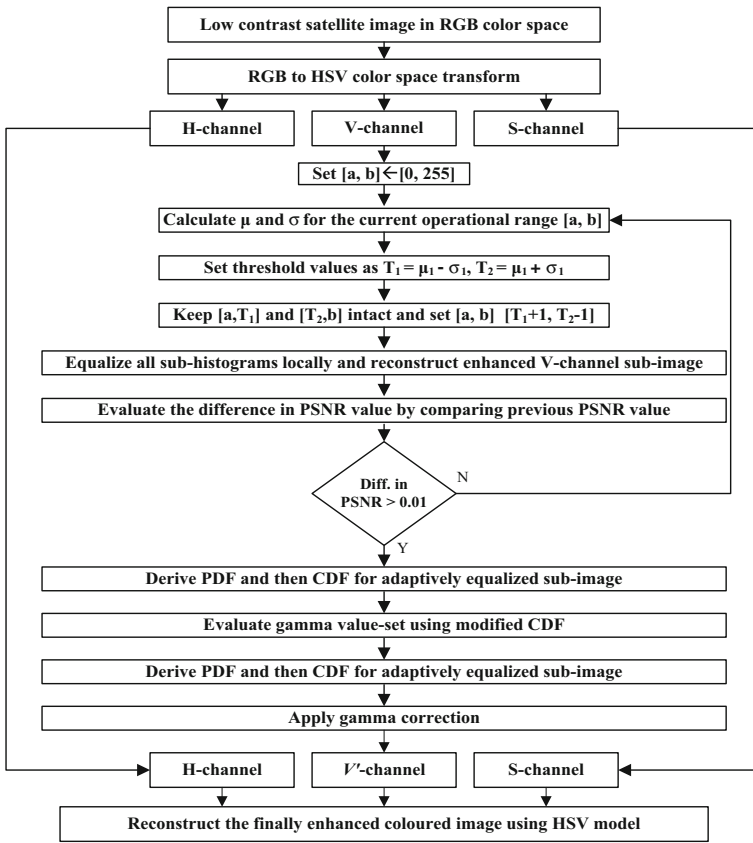 Low contrast satellite image in RGB color space
RGB to HSV color space transform
H-channel
V-channel
S-channel
Set [a, b]←[0, 255]
Calculate μ and σ for the current operational range [a, b]
Set threshold values as T₁ = μ₁ - σ₁, T₂ = μ₁ + σ₁
Keep [a,T₁] and [T₂,b] intact and set [a, b] [T₁+1, T₂-1]
Equalize all sub-histograms locally and reconstruct enhanced V-channel sub-image
Evaluate the difference in PSNR value by comparing previous PSNR value
Diff. in
PSNR > 0.01
N
Y
Derive PDF and then CDF for adaptively equalized sub-image
Evaluate gamma value-set using modified CDF
Derive PDF and then CDF for adaptively equalized sub-image
Apply gamma correction
H-channel
V'-channel
S-channel
Reconstruct the finally enhanced coloured image using HSV model